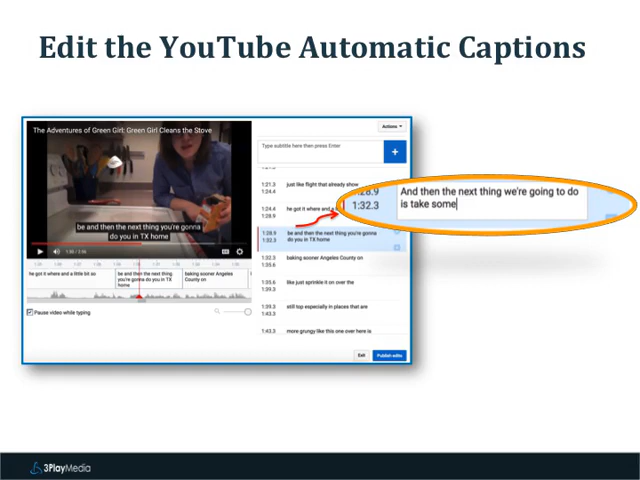 Edit the YouTube Automatic Captions
The Adventures of Green Girl: Green Girl Cleans the Stove
be and then the next thing you're gonna
do you in TX home
he got it where and a little bit so
be and then the next thing
you're gonna do you in TX
home
baking sooner Angeles
County on
Pause video while typing
Actions
Type subtitle here then press Enter
+
1:21.3
1:24.4
just like flight that already show
1:24.4
1:28.9
he got it where and a
1:28.9
1:32.3
be and then the next thing you're gonna
do you in TX home
1:32.3
1:35.6
baking sooner Angeles County on
1:35.6
1:39.3
like just sprinkle it on over the
1:39.3
1:43.3
still top especially in places that are
1:43.3
more grungy like this one over here is
Exit
Publish edits
1:28.9
1:32.3
And then the next thing we're going to do
is take some
3PlayMedia